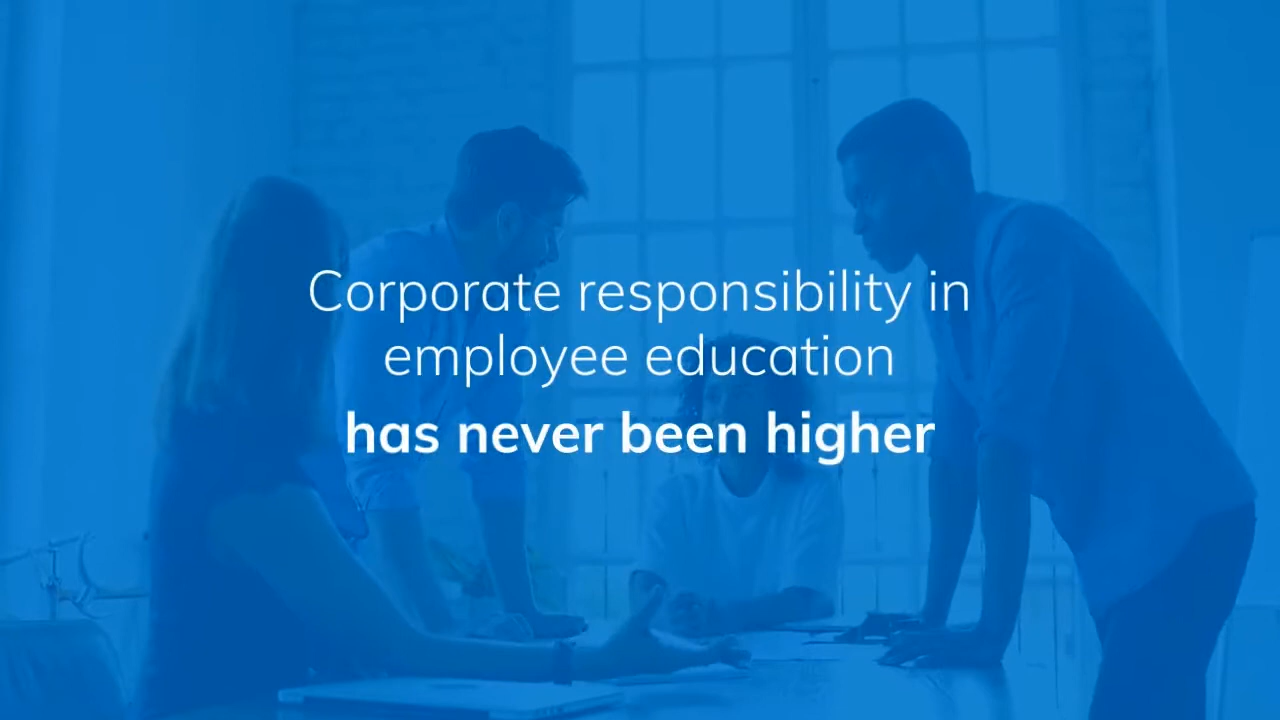 Corporate responsibility in
employee education
has never been higher